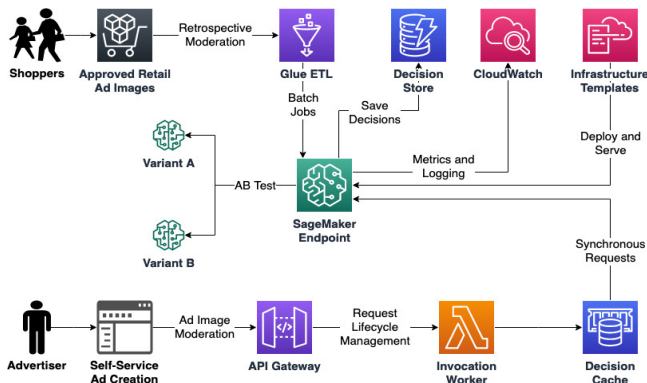 Retrospective
Moderation
Shoppers
Approved Retail
Ad Images
Glue ETL
Decision
Store
CloudWatch
Infrastructure
Templates
Batch
Jobs
Save
Decisions
Deploy and
Serve
Variant A
AB Test
Metrics and
Logging
SageMaker
Endpoint
Variant B
Synchronous
Requests
Ad Image
Moderation
Request
Lifecycle
Management
Advertiser
Self-Service
Ad Creation
API Gateway
Invocation
Worker
Decision
Cache